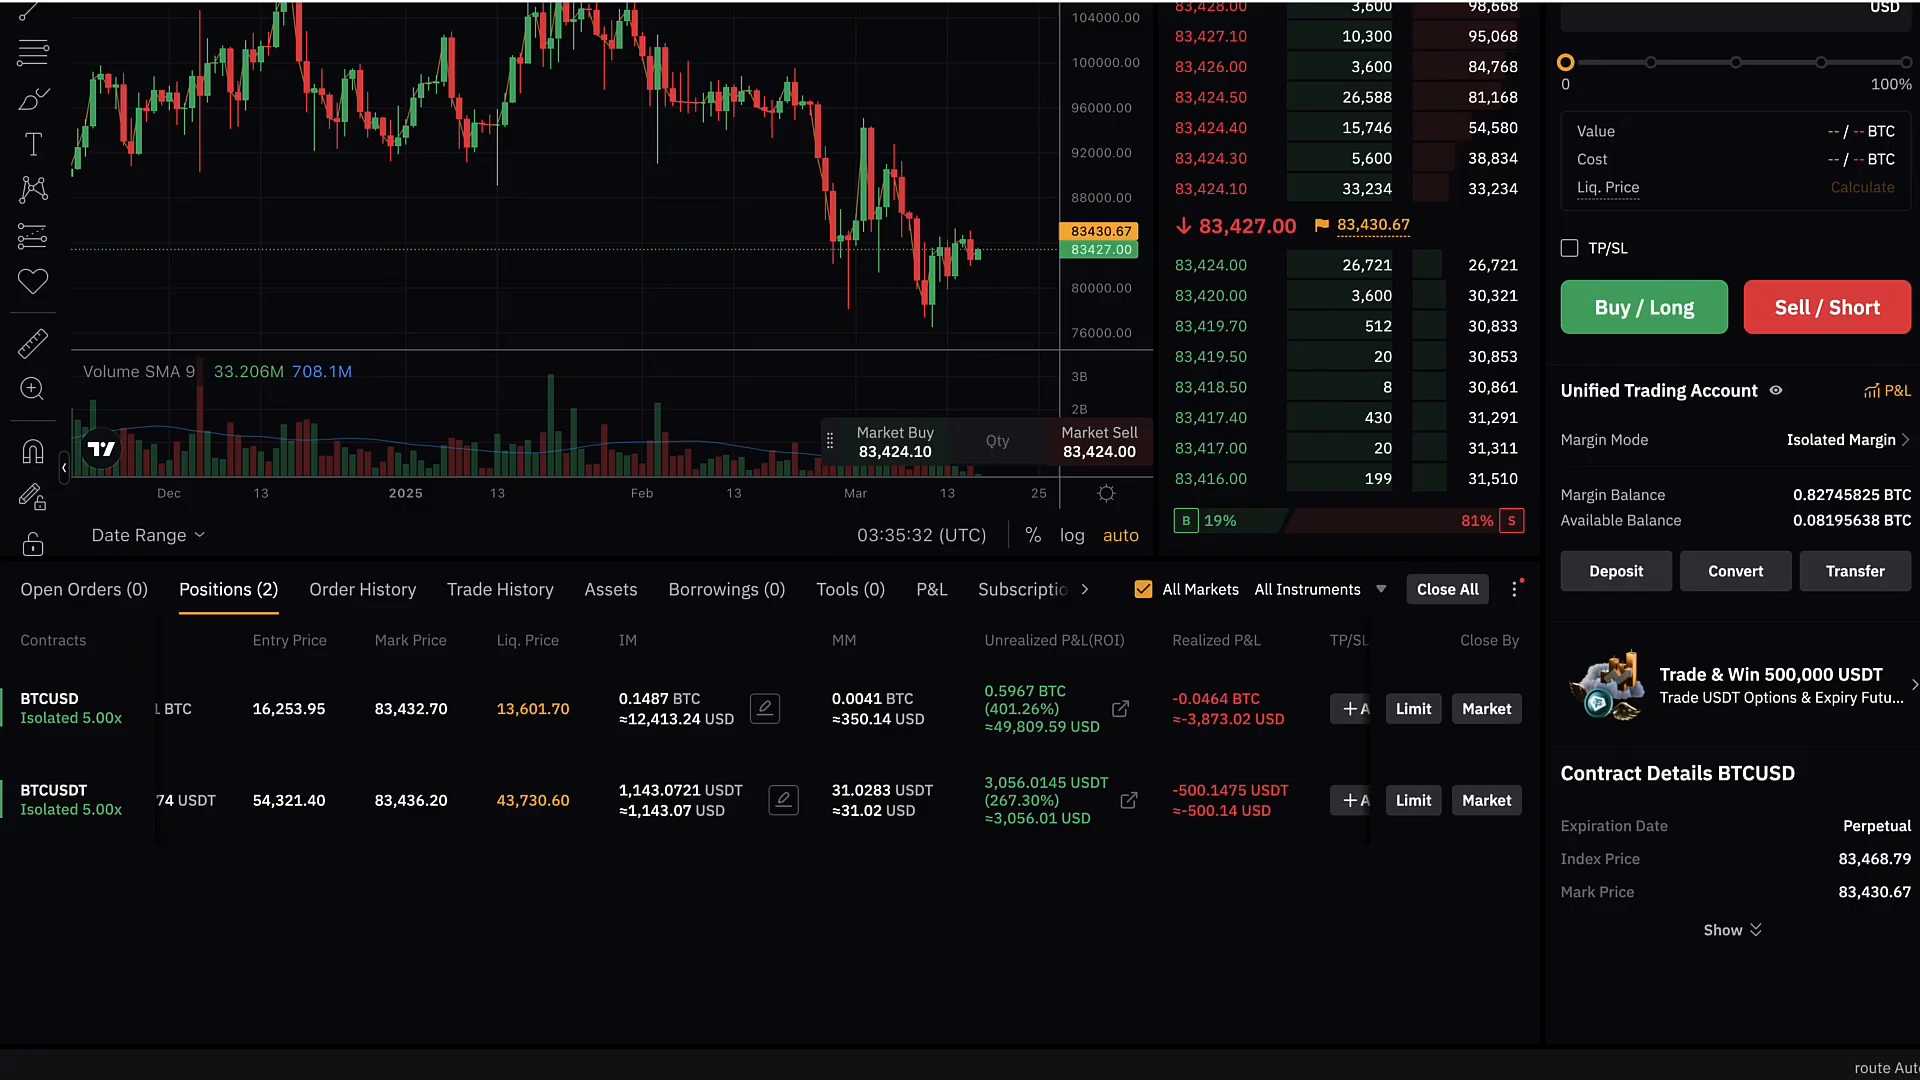 104000.00
100000.00
96000.00
92000.00
88000.00
83430.67
83427.00
80000.00
76000.00
Volume SMA 9 33.206M 708.1M
3B
2B
Market Buy
83,424.10
Qty
Market Sell
83,424.00
Dec 13 2025 13 Feb 13 Mar 13 25
Date Range
03:35:32 (UTC) % log auto
83,428.00 3,600 98,668
83,427.10 10,300 95,068
83,426.00 3,600 84,768
83,424.50 26,588 81,168
83,424.40 15,746 54,580
83,424.30 5,600 38,834
83,424.10 33,234 33,234
83,427.00 83,430.67
83,424.00 26,721 26,721
83,420.00 3,600 30,321
83,419.70 512 30,833
83,419.50 20 30,853
83,418.50 8 30,861
83,417.40 430 31,291
83,417.00 20 31,311
83,416.00 199 31,510
B 19% 81% S
USD
0 100%
Value -- / -- BTC
Cost -- / -- BTC
Liq. Price Calculate
TP/SL
Buy / Long Sell / Short
Unified Trading Account P&L
Margin Mode Isolated Margin
Margin Balance 0.82745825 BTC
Available Balance 0.08195638 BTC
Deposit Convert Transfer
Trade & Win 500,000 USDT
Trade USDT Options & Expiry Futu...
Contract Details BTCUSD
Expiration Date Perpetual
Index Price 83,468.79
Mark Price 83,430.67
Show
Open Orders (0) Positions (2) Order History Trade History Assets Borrowings (0) Tools (0) P&L Subscriptio All Markets All Instruments Close All
Contracts Entry Price Mark Price Liq. Price IM MM Unrealized P&L(ROI) Realized P&L TP/SL Close By
BTCUSD
Isolated 5.00x
BTC 16,253.95 83,432.70 13,601.70
0.1487 BTC
≈12,413.24 USD
0.0041 BTC
≈350.14 USD
0.5967 BTC
(401.26%)
≈49,809.59 USD
-0.0464 BTC
≈-3,873.02 USD
+ A Limit Market
BTCUSDT
Isolated 5.00x
74 USDT 54,321.40 83,436.20 43,730.60
1,143.0721 USDT
≈1,143.07 USD
31.0283 USDT
≈31.02 USD
3,056.0145 USDT
(267.30%)
≈3,056.01 USD
-500.1475 USDT
≈-500.14 USD
+ A Limit Market
route Aut